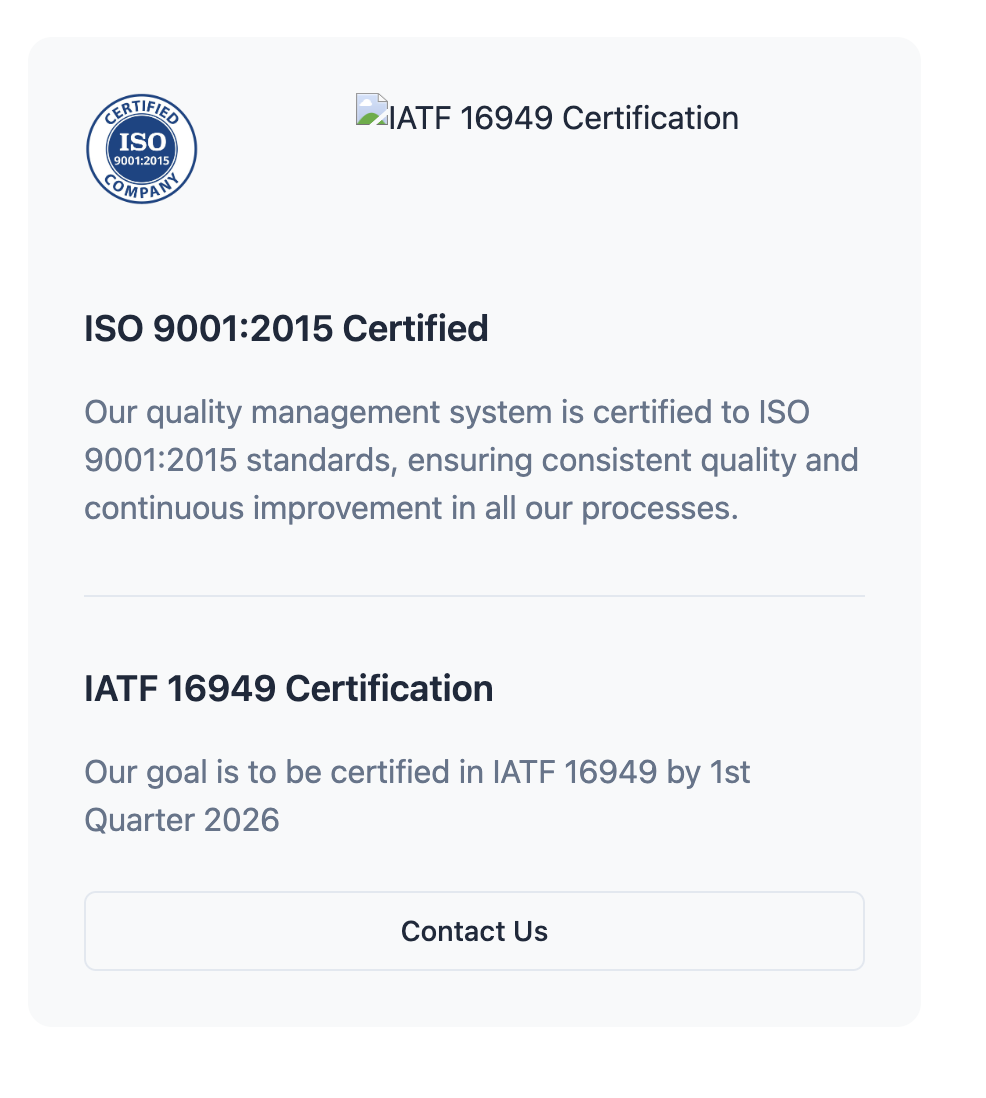 CERTIFIED
ISO
9001:2015
COMPANY
IATF 16949 Certification
ISO 9001:2015 Certified
Our quality management system is certified to ISO
9001:2015 standards, ensuring consistent quality and
continuous improvement in all our processes.
IATF 16949 Certification
Our goal is to be certified in IATF 16949 by 1st
Quarter 2026
Contact Us